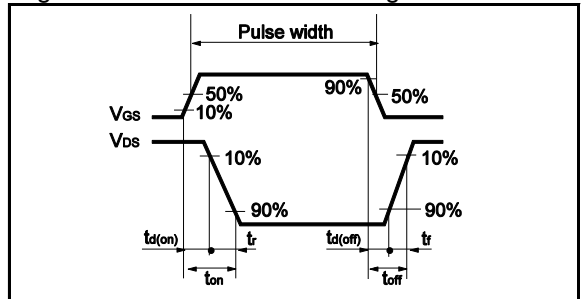 Pulse width
90%
50%
50%
10%
VGS
VDS
10%
10%
90%
90%
td(on)
tr
td(off)
tf
ton
toff